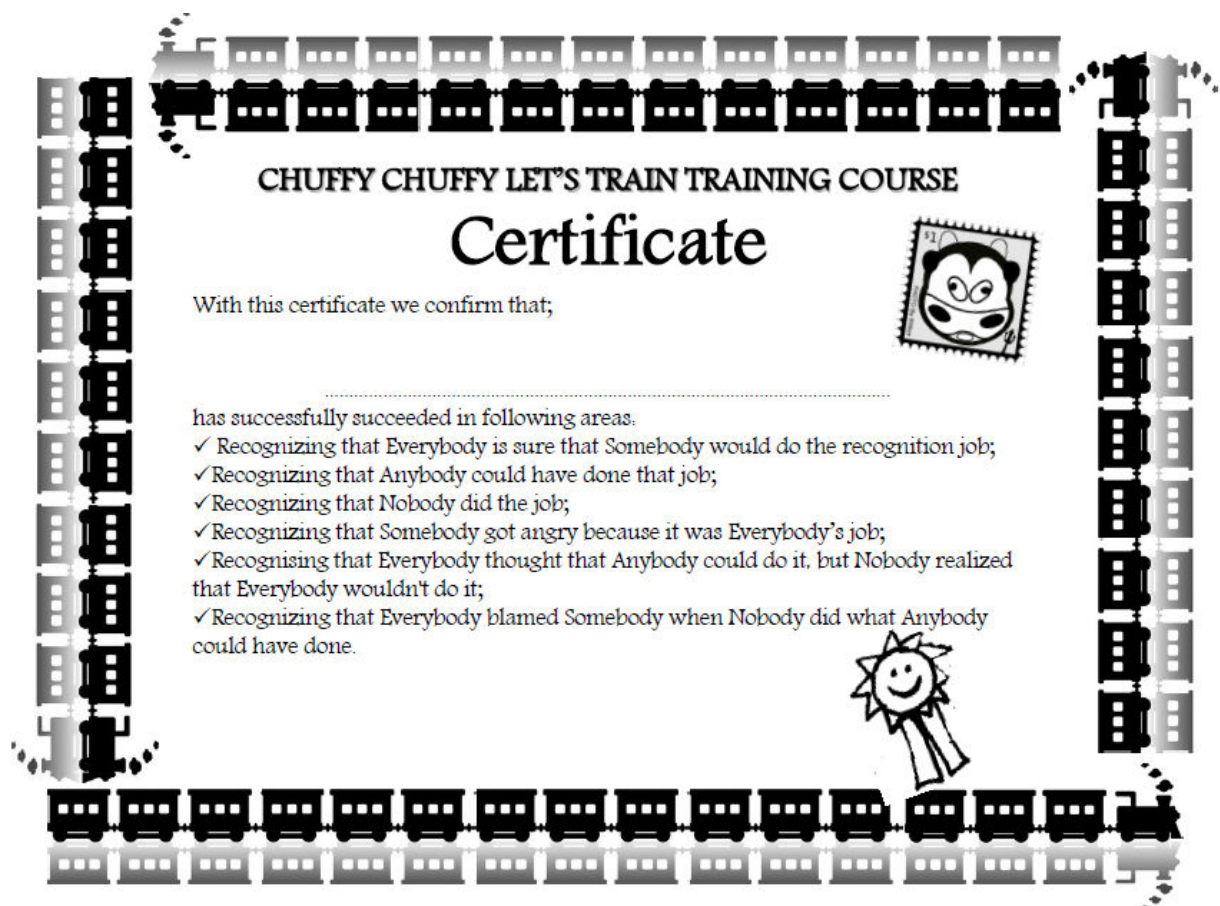 CHUFFY CHUFFY LET'S TRAIN TRAINING COURSE
Certificate
$1
With this certificate we confirm that;
has successfully succeeded in following areas:
✓ Recognizing that Everybody is sure that Somebody would do the recognition job;
✓Recognizing that Anybody could have done that job;
✓Recognizing that Nobody did the job;
✓Recognizing that Somebody got angry because it was Everybody's job;
✓Recognising that Everybody thought that Anybody could do it, but Nobody realized
that Everybody wouldn't do it;
✓Recognizing that Everybody blamed Somebody when Nobody did what Anybody
could have done.